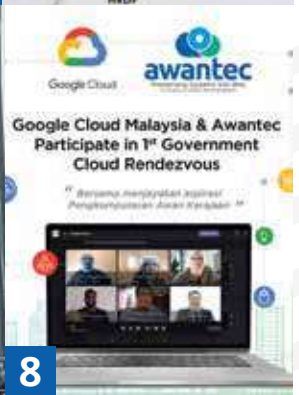 Google Cloud
awantec
Google Cloud Malaysia & Awantec
Participate in 1st Government
Cloud Rendezvous
" Bersama menjayakan aspirasi
Pengkomputeran Awan Kerajaan "
8